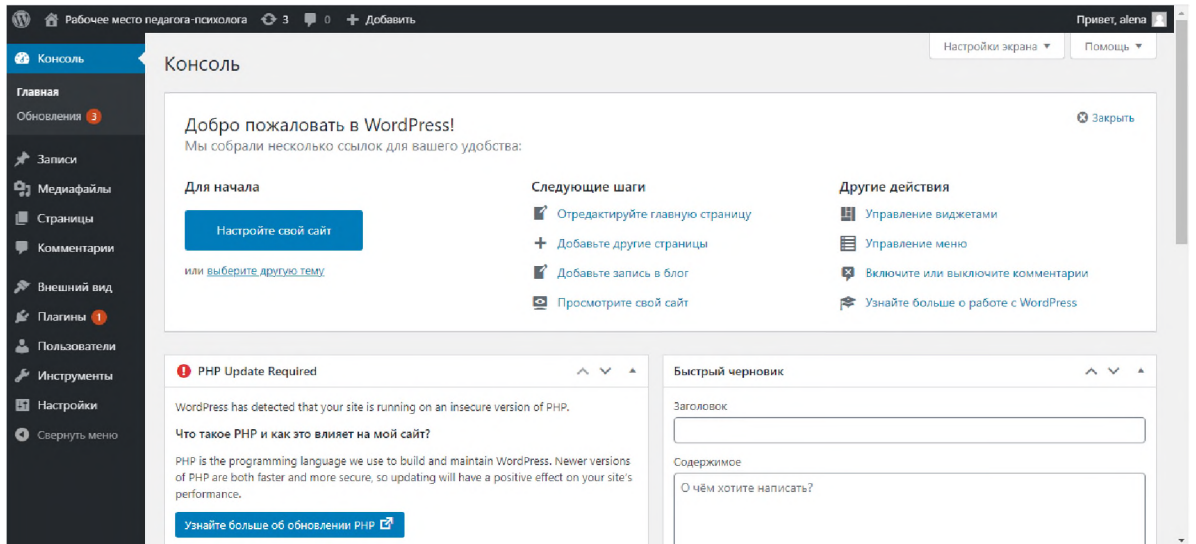 Рабочее место педагога-психолога 3 0 Добавить Привет, alena
Настройки экрана Помощь
Консоль
Главная
Обновления 3
Записи
Медиафайлы
Страницы
Комментарии
Внешний вид
Плагины 1
Пользователи
Инструменты
Настройки
Свернуть меню
Консоль
Добро пожаловать в WordPress!
Мы собрали несколько ссылок для вашего удобства:
Закрыть
Для начала
Настройте свой сайт
или выберите другую тему
Следующие шаги
Отредактируйте главную страницу
Добавьте другие страницы
Добавьте запись в блог
Просмотрите свой сайт
Другие действия
Управление виджетами
Управление меню
Включите или выключите комментарии
Узнайте больше о работе с WordPress
PHP Update Required
WordPress has detected that your site is running on an insecure version of PHP.
Что такое PHP и как это влияет на мой сайт?
PHP is the programming language we use to build and maintain WordPress. Newer versions
of PHP are both faster and more secure, so updating will have a positive effect on your site's
performance.
Узнайте больше об обновлении PHP
Быстрый черновик
Заголовок
Содержимое
О чём хотите написать?